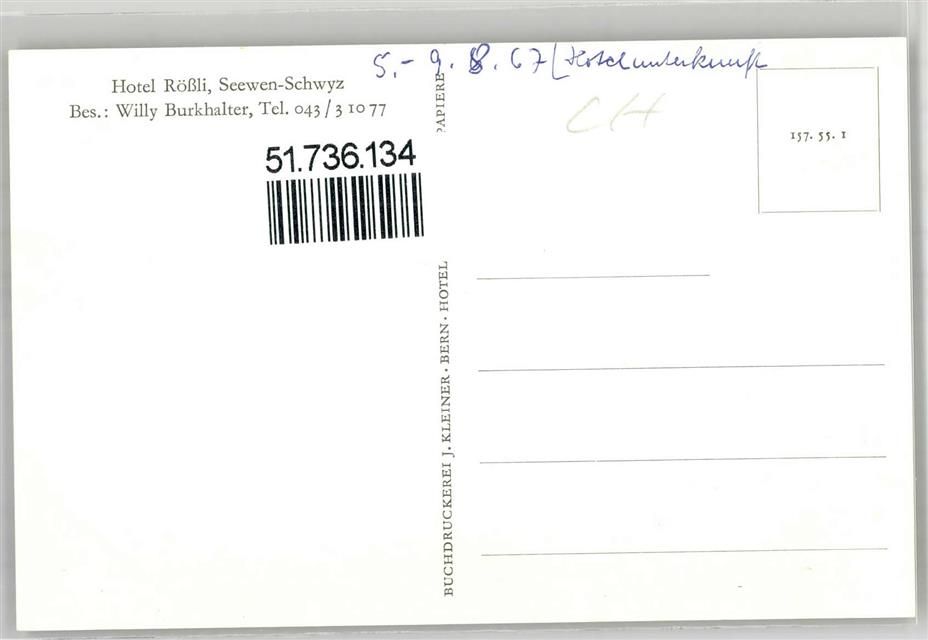 5.- 9. 8. 67 (Hotelunterkunft
Hotel Rößli, Seewen-Schwyz
Bes.: Willy Burkhalter, Tel. 043/3 10 77
CH
157. 55. 1
51.736.134
BUCHDRUCKEREI J. KLEINER · BERN · HOTEL PAPIERE